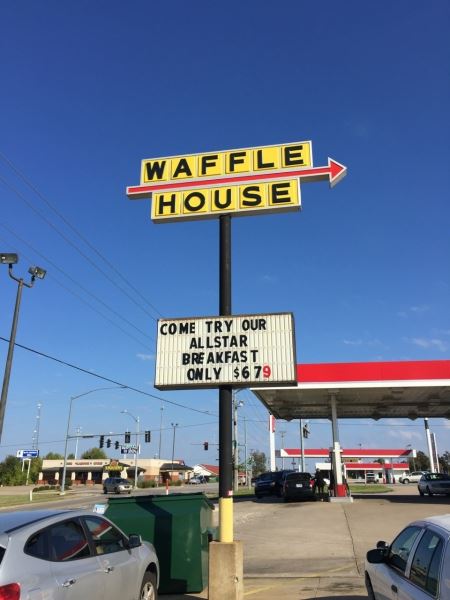 WAFFLE
HOUSE
COME TRY OUR
ALLSTAR
BREAKFAST
ONLY $679